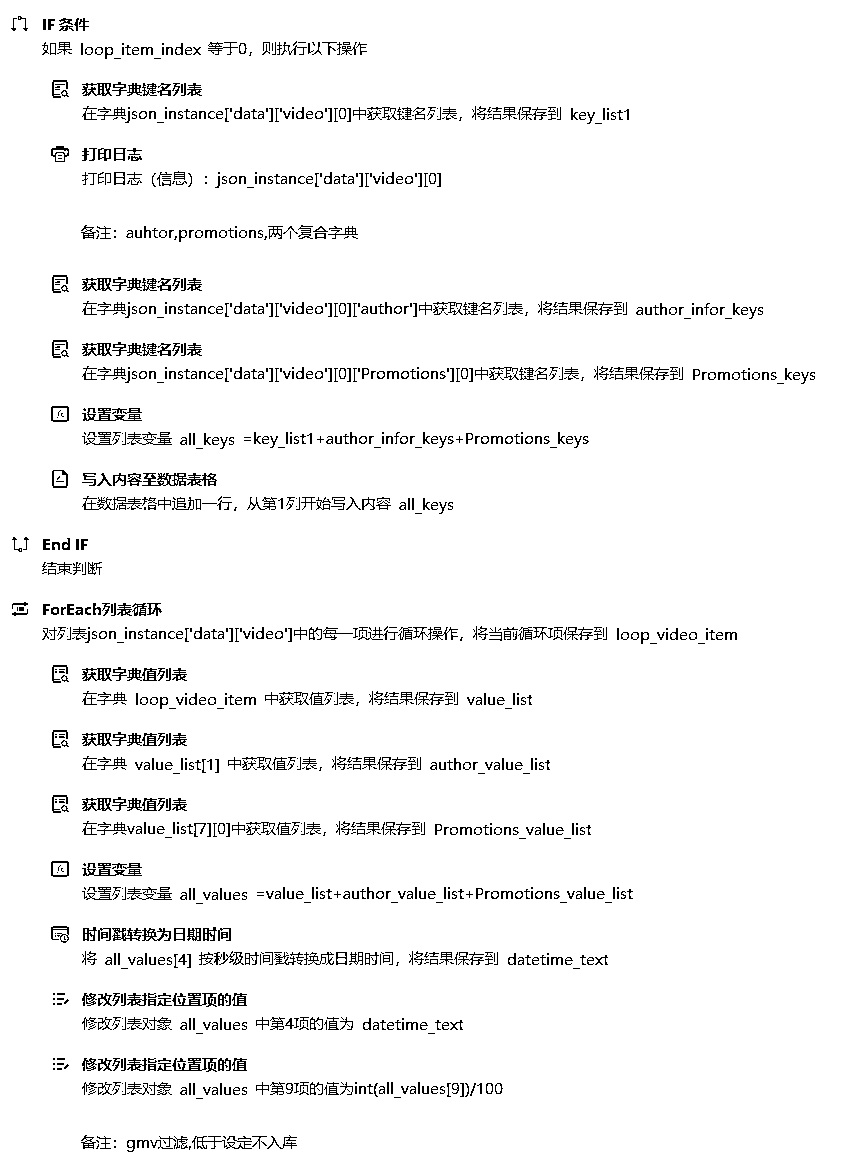 IF 条件
如果 loop_item_index 等于0，则执行以下操作
获取字典键名列表
在字典json_instance['data']['video'][0]中获取键名列表，将结果保存到 key_list1
打印日志
打印日志（信息）：json_instance['data']['video'][0]
备注：auhtor,promotions,两个复合字典
获取字典键名列表
在字典json_instance['data']['video'][0]['author']中获取键名列表，将结果保存到 author_infor_keys
获取字典键名列表
在字典json_instance['data']['video'][0]['Promotions'][0]中获取键名列表，将结果保存到 Promotions_keys
设置变量
设置列表变量 all_keys =key_list1+author_infor_keys+Promotions_keys
写入内容至数据表格
在数据表格中追加一行，从第1列开始写入内容 all_keys
End IF
结束判断
ForEach列表循环
对列表json_instance['data']['video']中的每一项进行循环操作，将当前循环项保存到 loop_video_item
获取字典值列表
在字典 loop_video_item 中获取值列表，将结果保存到 value_list
获取字典值列表
在字典 value_list[1] 中获取值列表，将结果保存到 author_value_list
获取字典值列表
在字典value_list[7][0]中获取值列表，将结果保存到 Promotions_value_list
设置变量
设置列表变量 all_values =value_list+author_value_list+Promotions_value_list
时间戳转换为日期时间
将 all_values[4] 按秒级时间戳转换成日期时间，将结果保存到 datetime_text
修改列表指定位置项的值
修改列表对象 all_values 中第4项的值为 datetime_text
修改列表指定位置项的值
修改列表对象 all_values 中第9项的值为int(all_values[9])/100
备注：gmv过滤,低于设定不入库